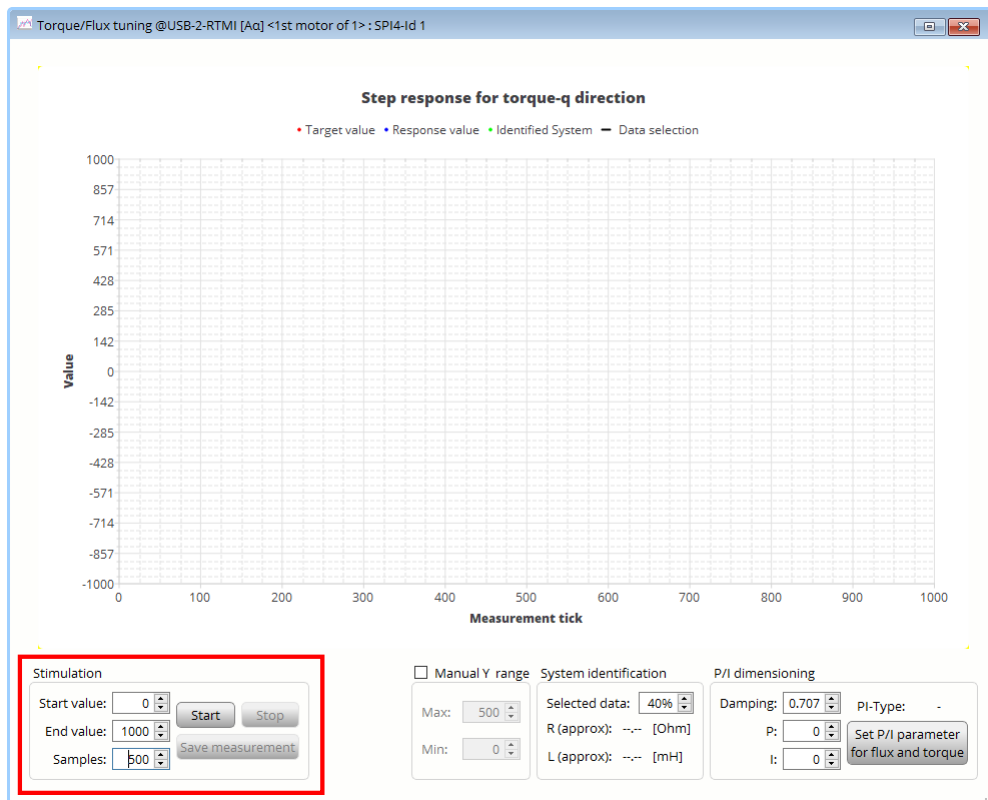 Torque/Flux tuning @USB-2-RTMI [Aq] <1st motor of 1> : SPI4-Id 1
Step response for torque-q direction
Target value Response value Identified System Data selection
1000
857
714
571
428
285
142
0
-142
-285
-428
-571
-714
-857
-1000
Value
0 100 200 300 400 500 600 700 800 900 1000
Measurement tick
Stimulation
Start value: 0
End value: 1000
Samples: 500
Start Stop
Save measurement
Manual Y range
Max: 500
Min: 0
System identification
Selected data: 40%
R (approx): --.-- [Ohm]
L (approx): --.-- [mH]
P/I dimensioning
Damping: 0.707
P: 0
I: 0
PI-Type: -
Set P/I parameter
for flux and torque